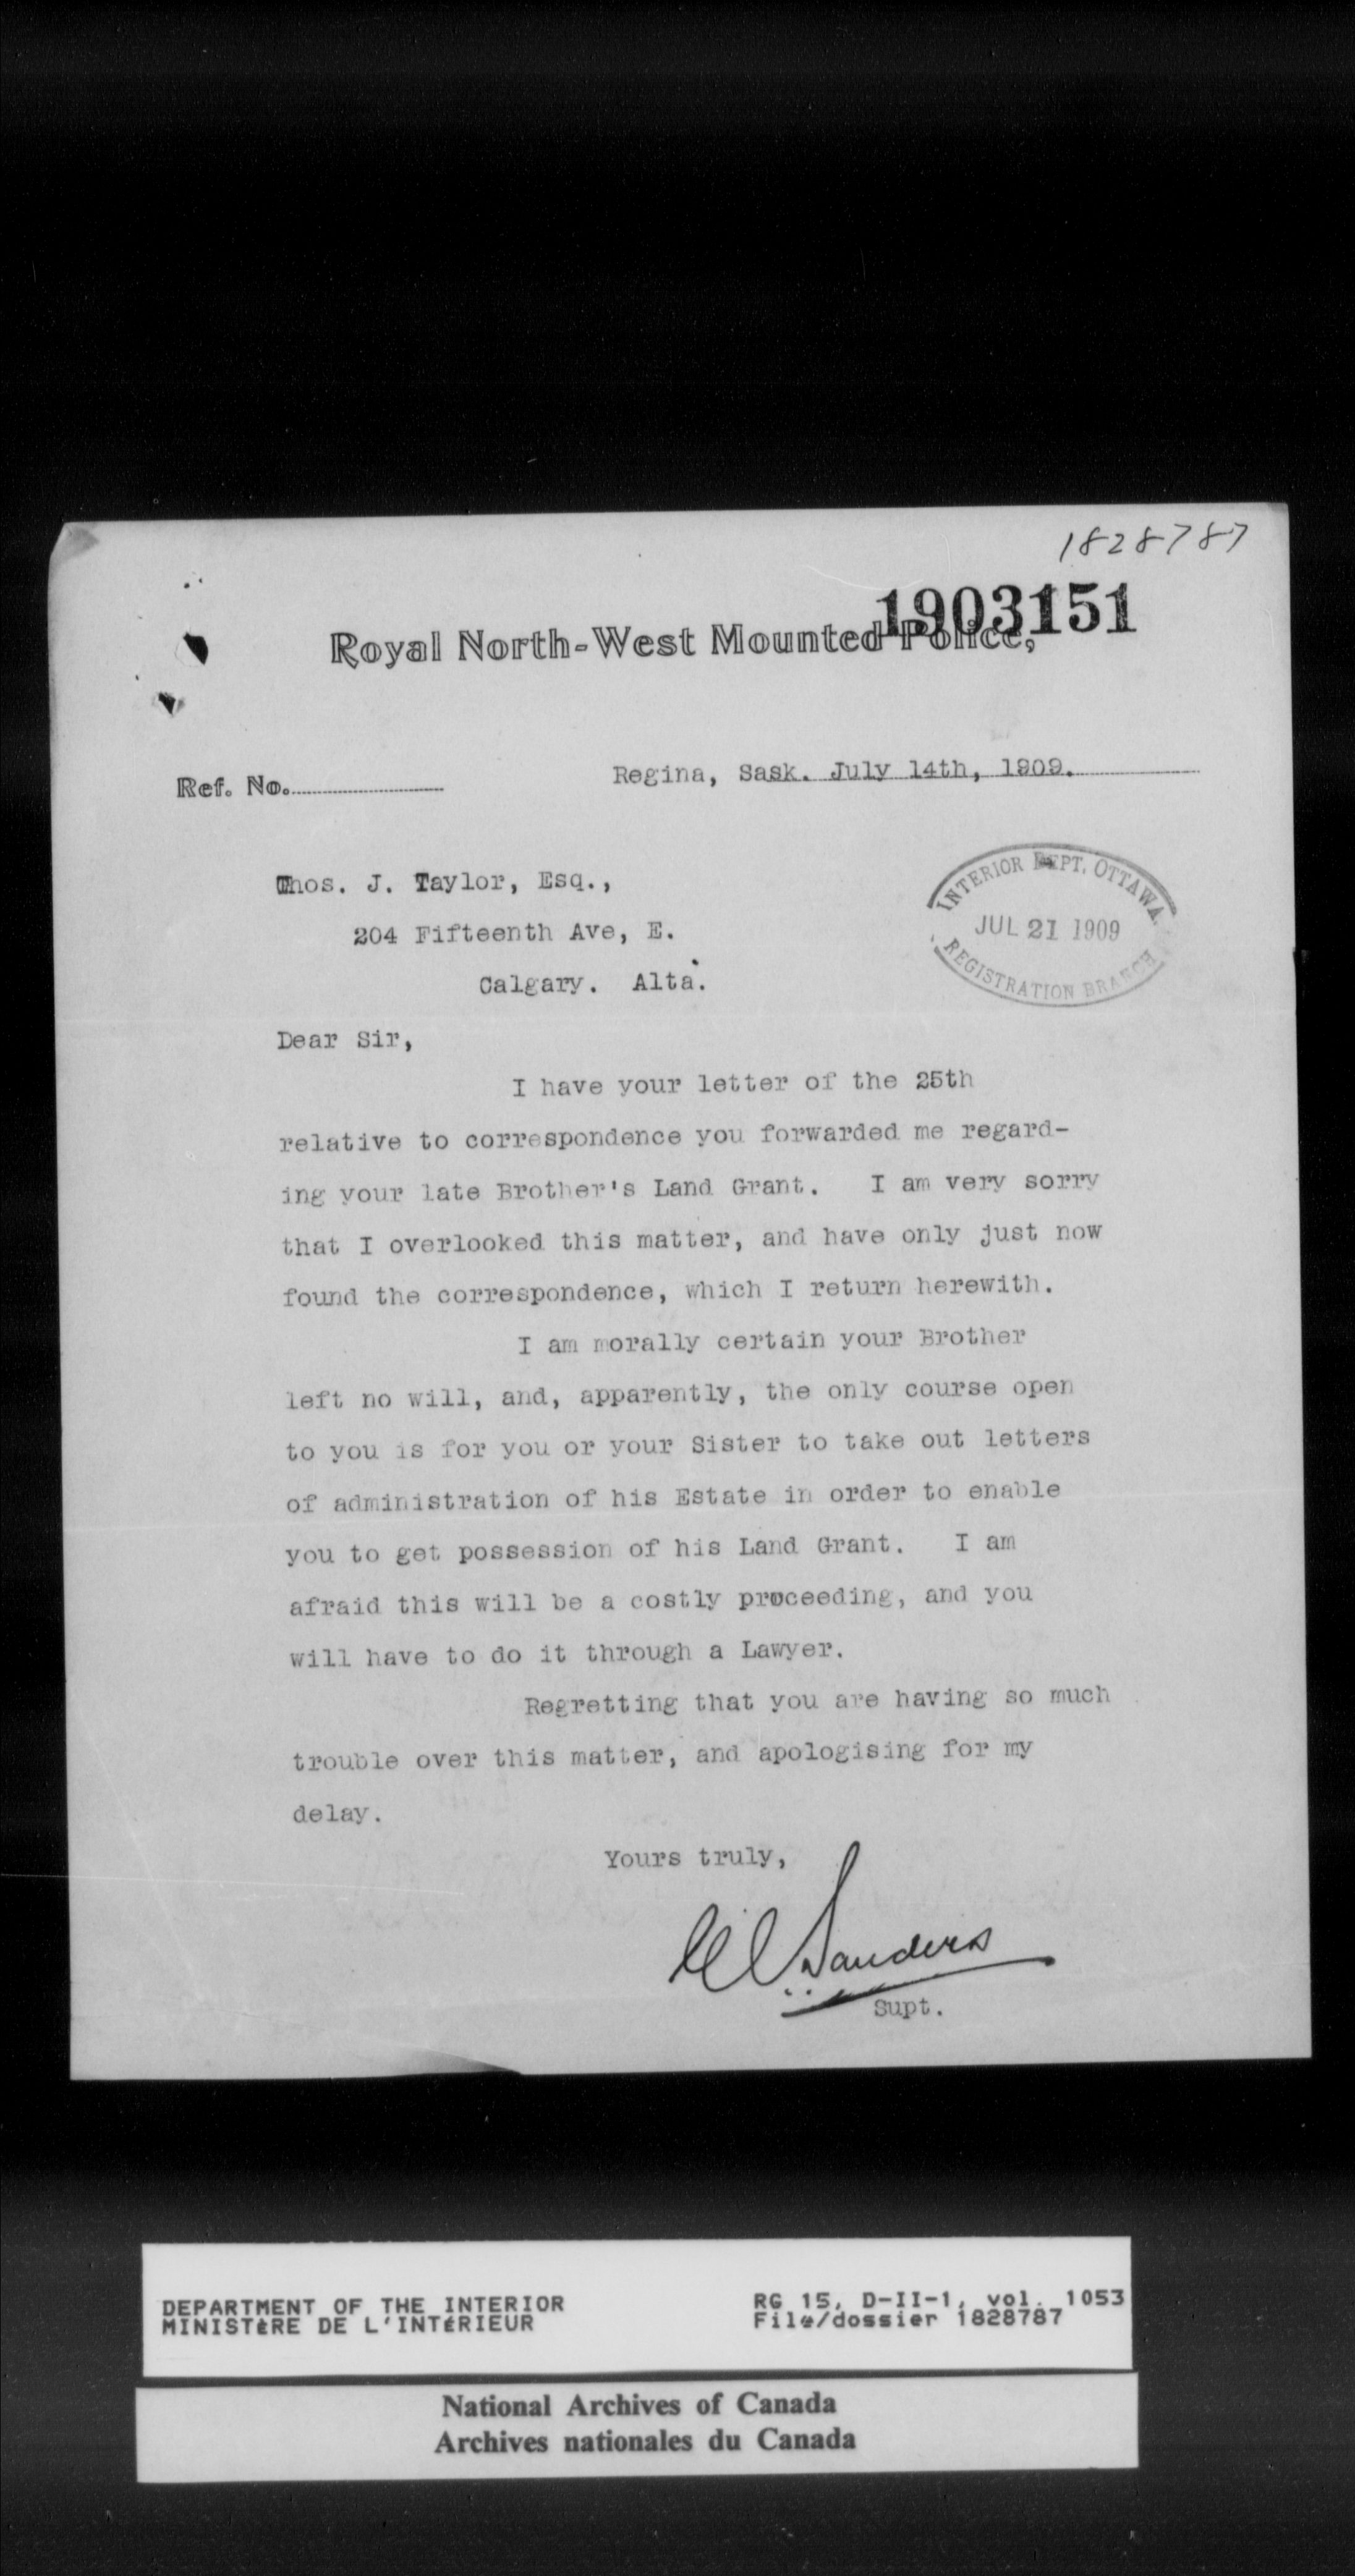 1828787
1903151
Royal North-West Mounted Police,
Ref. No.
Regina, Sask. July 14th, 1909.
Thos. J. Taylor, Esq.,
204 Fifteenth Ave, E.
Calgary. Alta.
INTERIOR DEPT. OTTAWA
JUL 21 1909
REGISTRATION BRANCH
Dear Sir,
I have your letter of the 25th
relative to correspondence you forwarded me regard-
ing your late Brother's Land Grant. I am very sorry
that I overlooked this matter, and have only just now
found the correspondence, which I return herewith.
I am morally certain your Brother
left no will, and, apparently, the only course open
to you is for you or your Sister to take out letters
of administration of his Estate in order to enable
you to get possession of his Land Grant. I am
afraid this will be a costly proceeding, and you
will have to do it through a Lawyer.
Regretting that you are having so much
trouble over this matter, and apologising for my
delay.
Yours truly,
Sanders
Supt.
DEPARTMENT OF THE INTERIOR
MINISTÈRE DE L'INTÉRIEUR
RG 15, D-II-1, vol. 1053
File/dossier 1828787
National Archives of Canada
Archives nationales du Canada